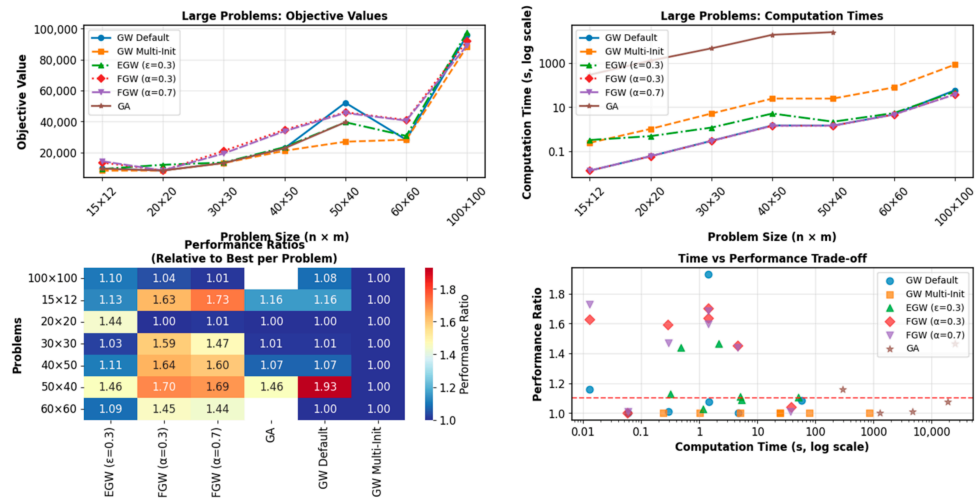 Large Problems: Objective Values
Objective Value
100,000
80,000
60,000
40,000
20,000
GW Default
GW Multi-Init
EGW (ε=0.3)
FGW (α=0.3)
FGW (α=0.7)
GA
15×12
20×20
30×30
40×50
50×40
60×60
100×100
Problem Size (n × m)
Large Problems: Computation Times
Computation Time (s, log scale)
1000
10
0.1
GW Default
GW Multi-Init
EGW (ε=0.3)
FGW (α=0.3)
FGW (α=0.7)
GA
15×12
20×20
30×30
40×50
50×40
60×60
100×100
Problem Size (n × m)
Performance Ratios
(Relative to Best per Problem)
Problems
100×100 1.10 1.04 1.01 1.08 1.00
15×12 1.13 1.63 1.73 1.16 1.16 1.00
20×20 1.44 1.00 1.01 1.00 1.00 1.00
30×30 1.03 1.59 1.47 1.01 1.01 1.00
40×50 1.11 1.64 1.60 1.07 1.07 1.00
50×40 1.46 1.70 1.69 1.46 1.93 1.00
60×60 1.09 1.45 1.44 1.00 1.00
EGW (ε=0.3)
FGW (α=0.3)
FGW (α=0.7)
GA
GW Default
GW Multi-Init
1.8
1.6
1.4
1.2
1.0
Performance Ratio
Time vs Performance Trade-off
Performance Ratio
1.8
1.6
1.4
1.2
1.0
GW Default
GW Multi-Init
EGW (ε=0.3)
FGW (α=0.3)
FGW (α=0.7)
GA
0.01 0.1 1 10 100 1000 10,000
Computation Time (s, log scale)